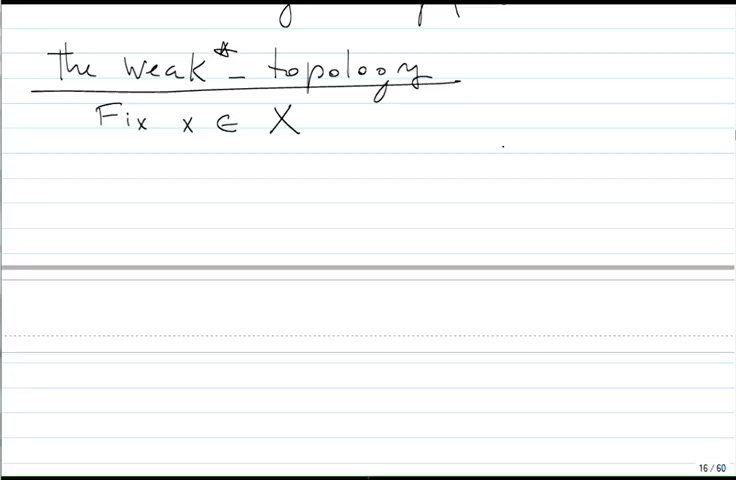 the weak* - topology
Fix x ∈ X
16 / 60